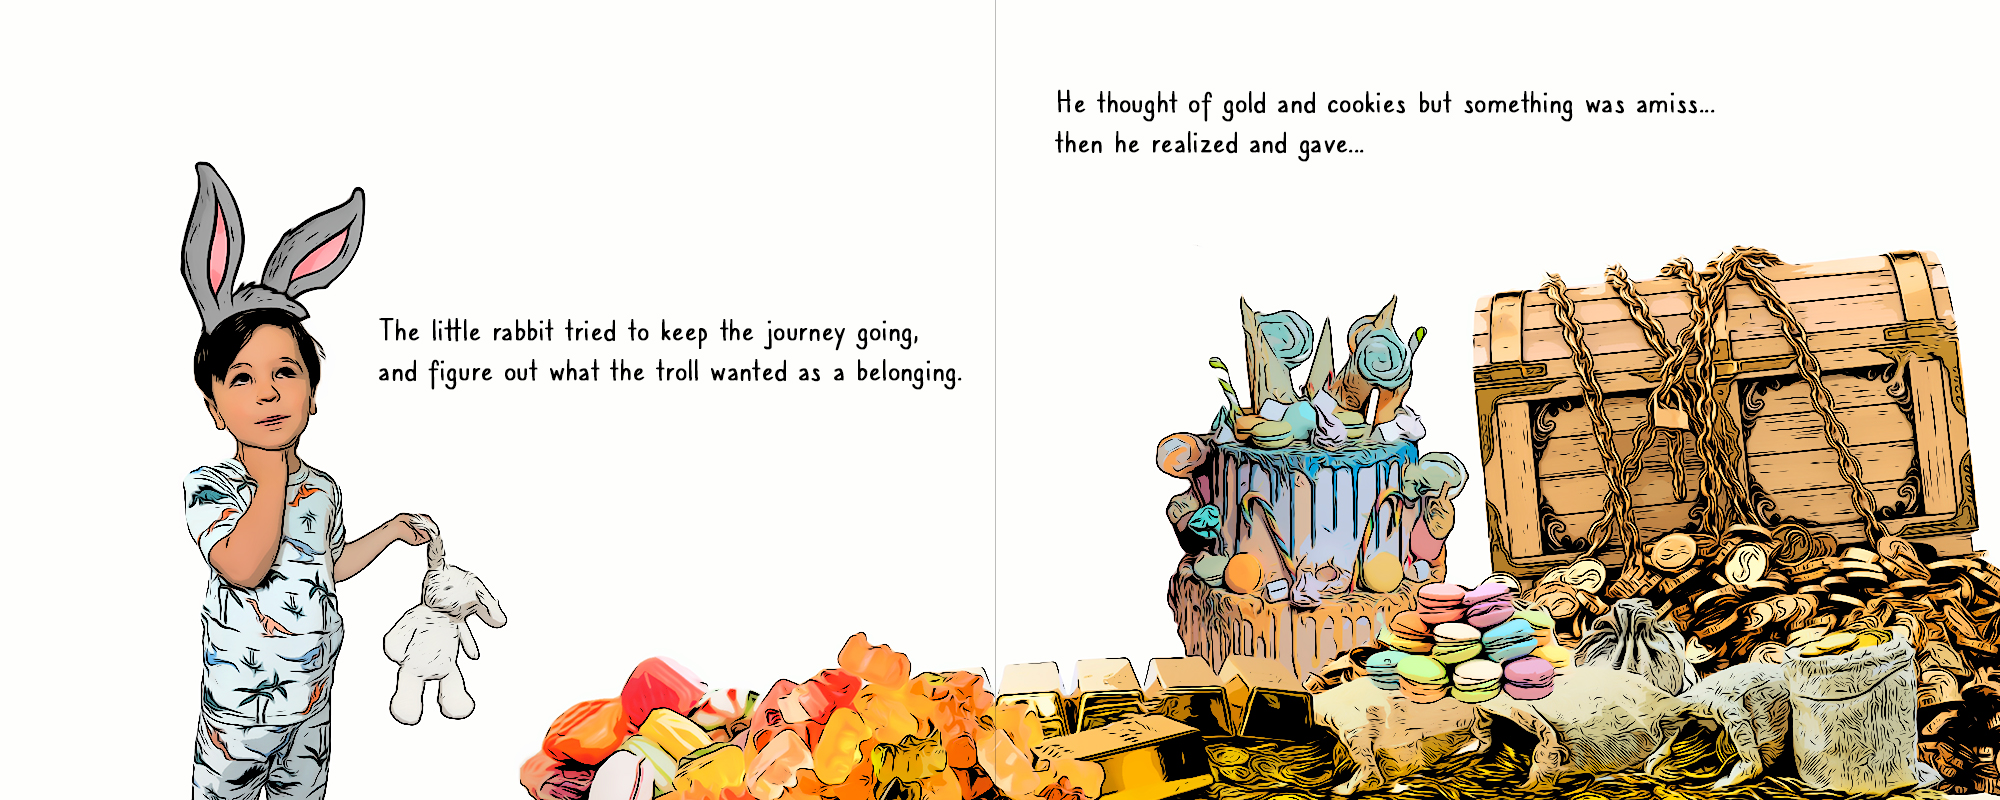 The little rabbit tried to keep the journey going,
and figure out what the troll wanted as a belonging.
He thought of gold and cookies but something was amiss...
then he realized and gave...